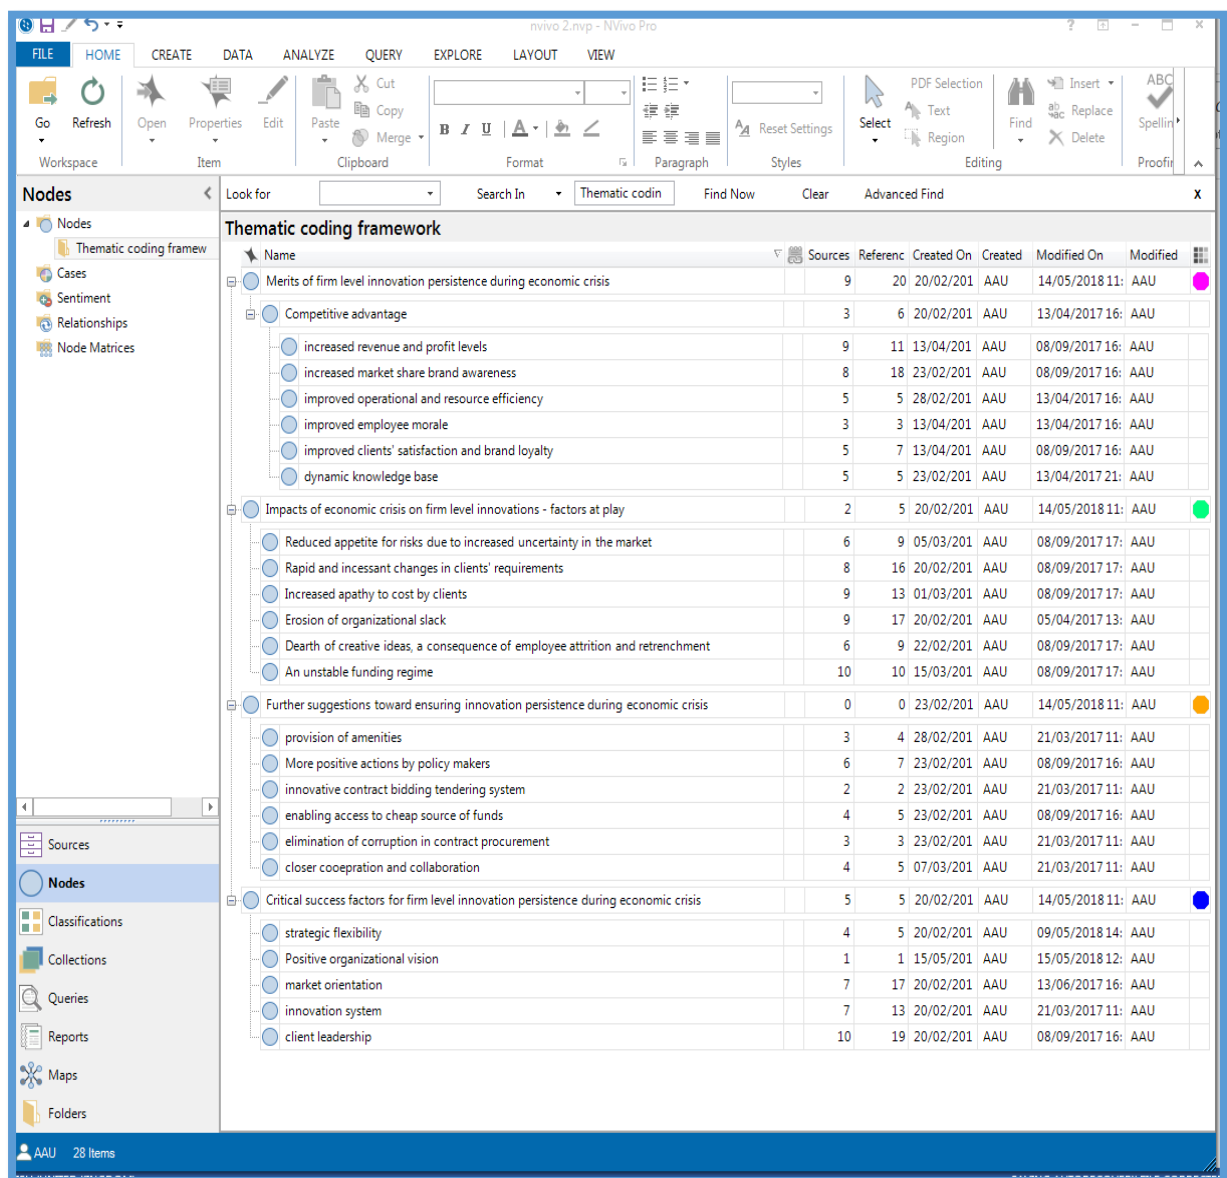 nvivo 2.nvp - NVivo Pro
FILE HOME CREATE DATA ANALYZE QUERY EXPLORE LAYOUT VIEW
Go Refresh Open Properties Edit Paste Cut Copy Merge B I U A Reset Settings Select PDF Selection Text Region Find Insert Replace Delete ABC Spellin
Workspace Item Clipboard Format Paragraph Styles Editing Proofin
Nodes Look for Search In Thematic codin Find Now Clear Advanced Find x
Nodes
Thematic coding framew
Cases
Sentiment
Relationships
Node Matrices
Thematic coding framework
Name Sources Referenc Created On Created Modified On Modified
Merits of firm level innovation persistence during economic crisis 9 20 20/02/201 AAU 14/05/2018 11: AAU
Competitive advantage 3 6 20/02/201 AAU 13/04/2017 16: AAU
increased revenue and profit levels 9 11 13/04/201 AAU 08/09/2017 16: AAU
increased market share brand awareness 8 18 23/02/201 AAU 08/09/2017 16: AAU
improved operational and resource efficiency 5 5 28/02/201 AAU 13/04/2017 16: AAU
improved employee morale 3 3 13/04/201 AAU 13/04/2017 16: AAU
improved clients' satisfaction and brand loyalty 5 7 13/04/201 AAU 08/09/2017 16: AAU
dynamic knowledge base 5 5 23/02/201 AAU 13/04/2017 21: AAU
Impacts of economic crisis on firm level innovations - factors at play 2 5 20/02/201 AAU 14/05/2018 11: AAU
Reduced appetite for risks due to increased uncertainty in the market 6 9 05/03/201 AAU 08/09/2017 17: AAU
Rapid and incessant changes in clients' requirements 8 16 20/02/201 AAU 08/09/2017 17: AAU
Increased apathy to cost by clients 9 13 01/03/201 AAU 08/09/2017 17: AAU
Erosion of organizational slack 9 17 20/02/201 AAU 05/04/2017 13: AAU
Dearth of creative ideas, a consequence of employee attrition and retrenchment 6 9 22/02/201 AAU 08/09/2017 17: AAU
An unstable funding regime 10 10 15/03/201 AAU 08/09/2017 17: AAU
Further suggestions toward ensuring innovation persistence during economic crisis 0 0 23/02/201 AAU 14/05/2018 11: AAU
provision of amenities 3 4 28/02/201 AAU 21/03/2017 11: AAU
More positive actions by policy makers 6 7 23/02/201 AAU 08/09/2017 16: AAU
innovative contract bidding tendering system 2 2 23/02/201 AAU 21/03/2017 11: AAU
enabling access to cheap source of funds 4 5 23/02/201 AAU 08/09/2017 16: AAU
elimination of corruption in contract procurement 3 3 23/02/201 AAU 21/03/2017 11: AAU
closer cooepration and collaboration 4 5 07/03/201 AAU 21/03/2017 11: AAU
Critical success factors for firm level innovation persistence during economic crisis 5 5 20/02/201 AAU 14/05/2018 11: AAU
strategic flexibility 4 5 20/02/201 AAU 09/05/2018 14: AAU
Positive organizational vision 1 1 15/05/201 AAU 15/05/2018 12: AAU
market orientation 7 17 20/02/201 AAU 13/06/2017 16: AAU
innovation system 7 13 20/02/201 AAU 21/03/2017 11: AAU
client leadership 10 19 20/02/201 AAU 08/09/2017 16: AAU
Sources
Nodes
Classifications
Collections
Queries
Reports
Maps
Folders
AAU 28 Items